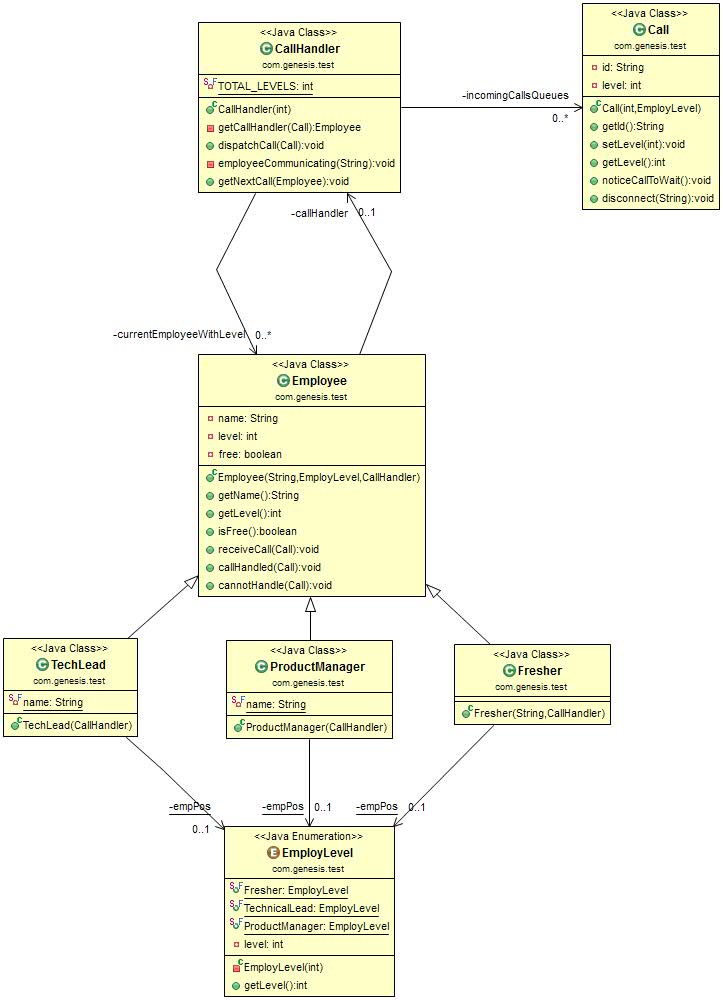 <<Java Class>>
CallHandler
com.genesis.test
TOTAL_LEVELS: int
CallHandler(int)
getCallHandler(Call):Employee
dispatchCall(Call):void
employeeCommunicating(String):void
getNextCall(Employee):void
-incomingCallsQueues
0..*
<<Java Class>>
Call
com.genesis.test
id: String
level: int
Call(int,EmployLevel)
getId():String
setLevel(int):void
getLevel():int
noticeCallToWait():void
disconnect(String):void
-callHandler
0..1
-currentEmployeeWithLevel
0..*
<<Java Class>>
Employee
com.genesis.test
name: String
level: int
free: boolean
Employee(String,EmployLevel,CallHandler)
getName():String
getLevel():int
isFree():boolean
receiveCall(Call):void
callHandled(Call):void
cannotHandle(Call):void
<<Java Class>>
TechLead
com.genesis.test
name: String
TechLead(CallHandler)
<<Java Class>>
ProductManager
com.genesis.test
name: String
ProductManager(CallHandler)
<<Java Class>>
Fresher
com.genesis.test
Fresher(String,CallHandler)
-empPos
0..1
-empPos
0..1
-empPos
0..1
<<Java Enumeration>>
EmployLevel
com.genesis.test
Fresher: EmployLevel
TechnicalLead: EmployLevel
ProductManager: EmployLevel
level: int
EmployLevel(int)
getLevel():int